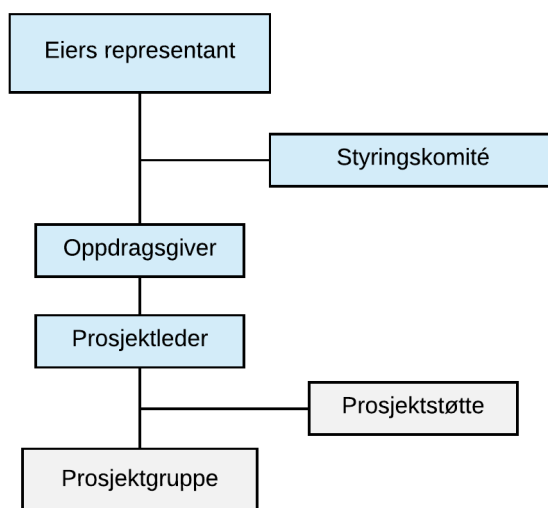 Eiers representant
Styringskomité
Oppdragsgiver
Prosjektleder
Prosjektstøtte
Prosjektgruppe